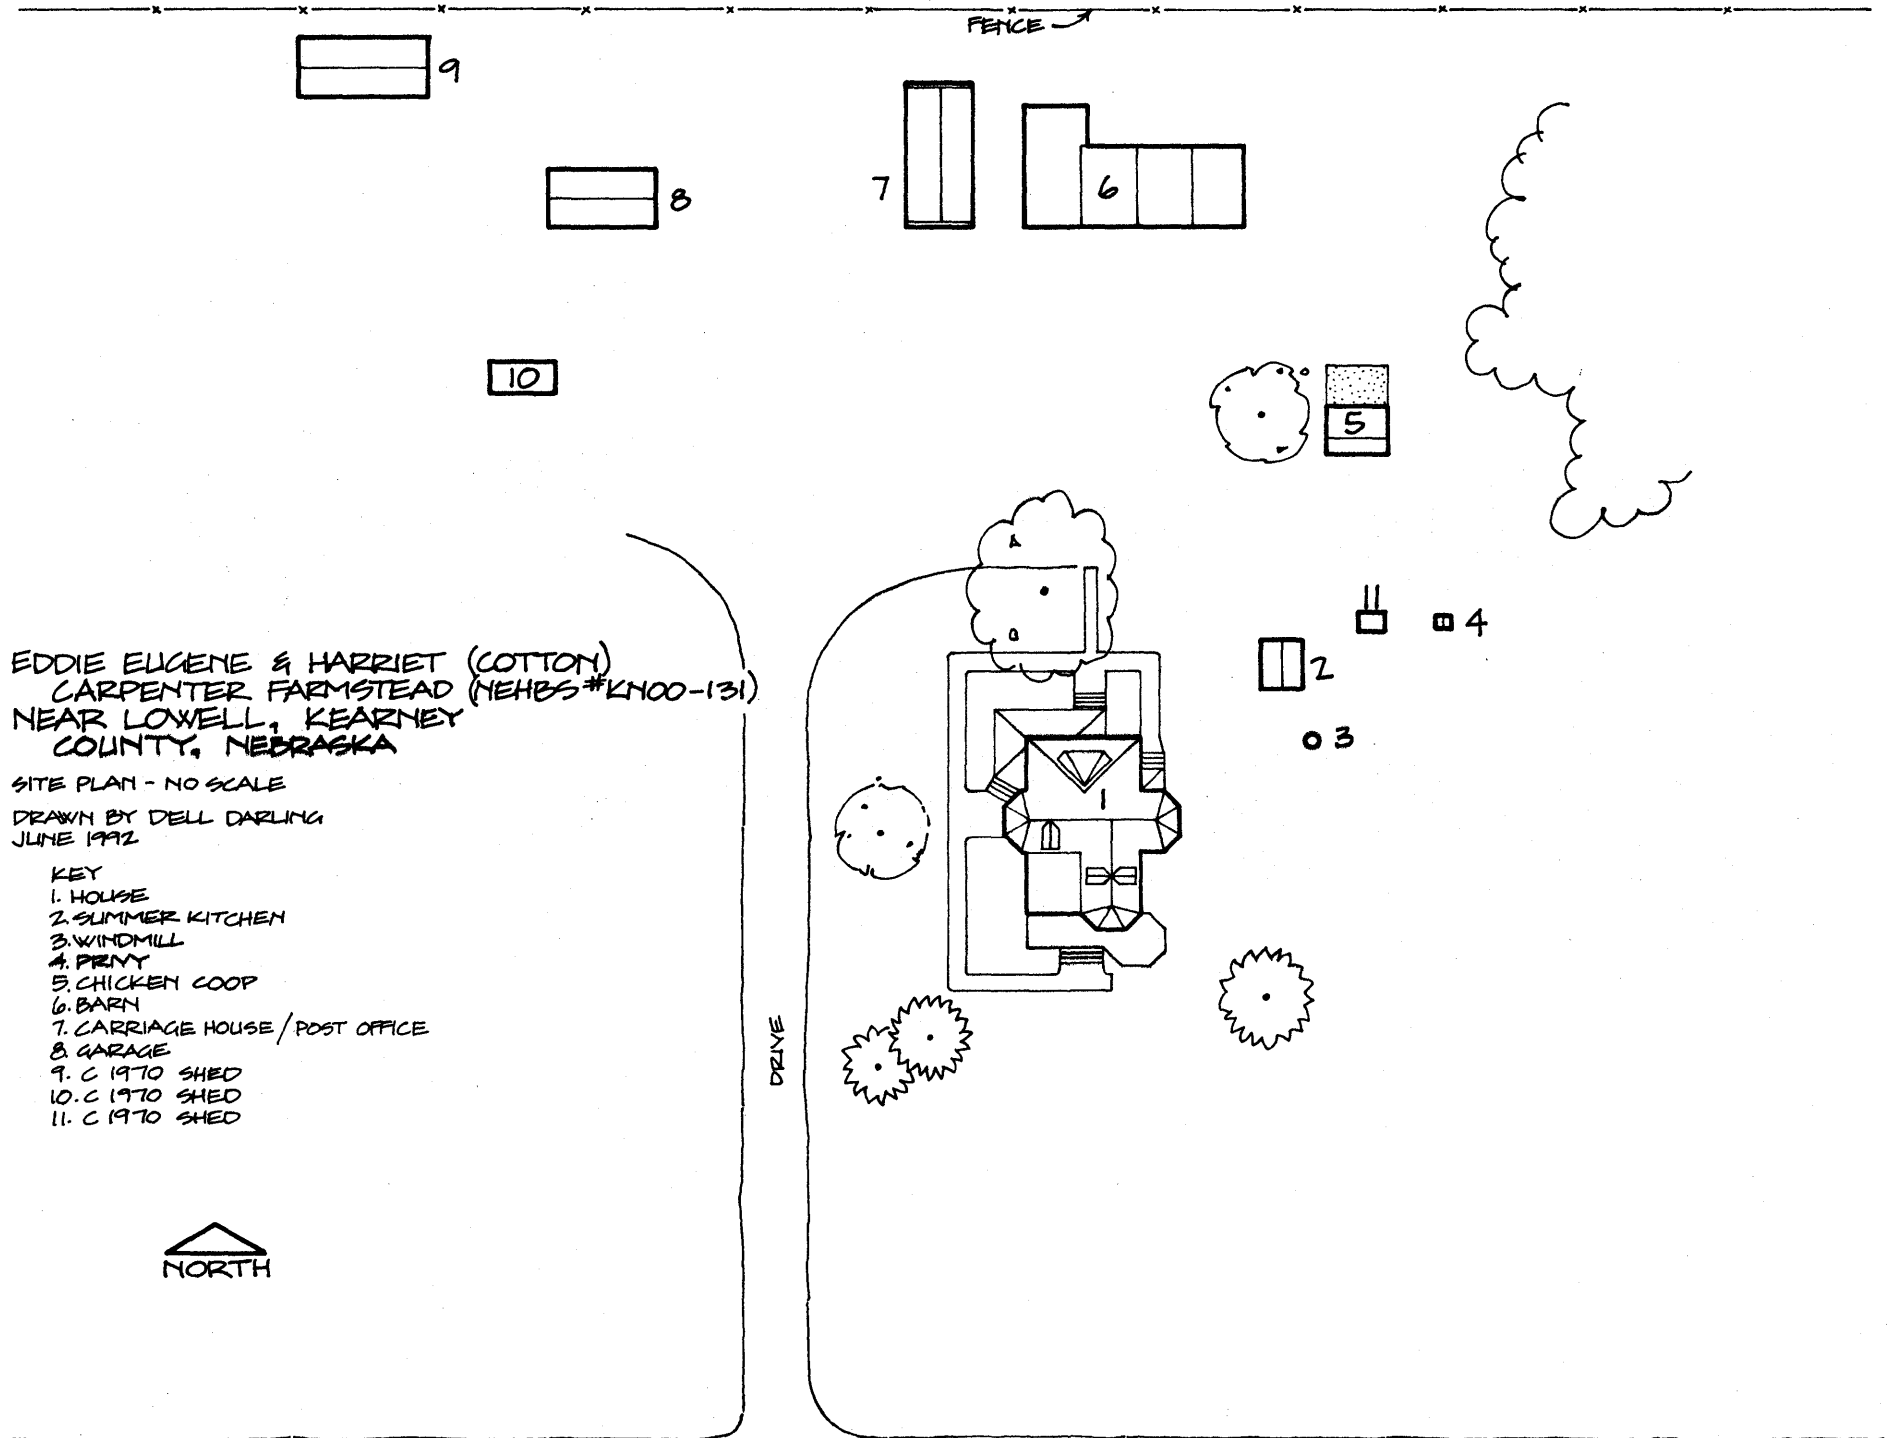 FENCE
9
7
6
8
10
5
11
4
2
3
1
EDDIE EUGENE & HARRIET (COTTON)
CARPENTER FARMSTEAD (NEHBS#KN00-131)
NEAR LOWELL, KEARNEY
COUNTY, NEBRASKA
SITE PLAN - NO SCALE
DRAWN BY DELL DARLING
JUNE 1992
KEY
1. HOUSE
2. SUMMER KITCHEN
3. WINDMILL
4. PRIVY
5. CHICKEN COOP
6. BARN
7. CARRIAGE HOUSE/POST OFFICE
8. GARAGE
9. C 1970 SHED
10. C 1970 SHED
11. C 1970 SHED
DRIVE
NORTH